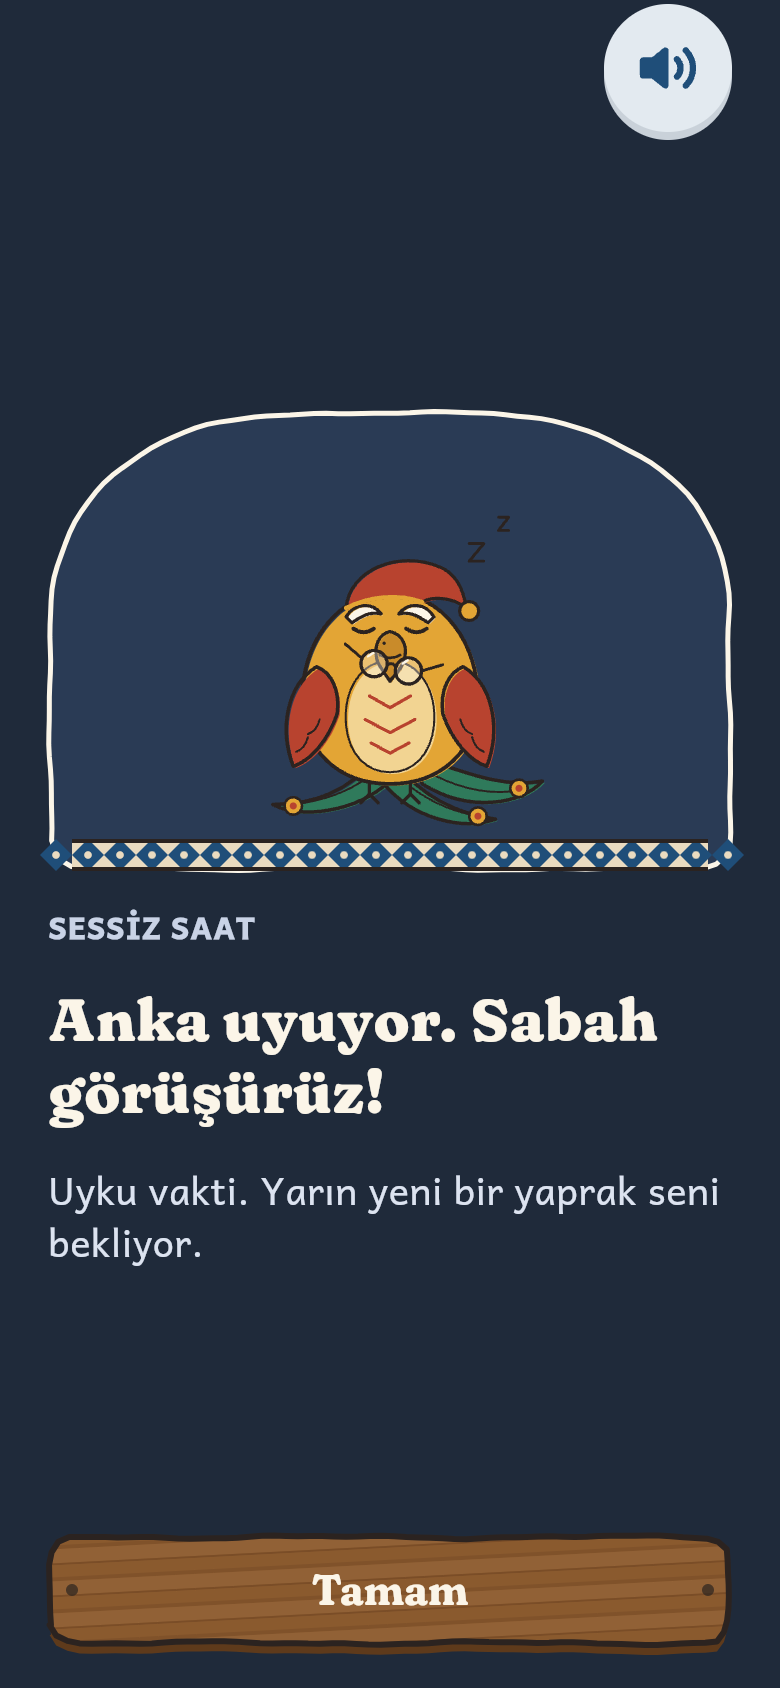 z
Z
SESSİZ SAAT
Anka uyuyor. Sabah
görüşürüz!
Uyku vakti. Yarın yeni bir yaprak seni
bekliyor.
Tamam